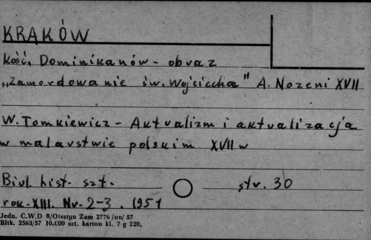 KRAKÓW
Kość. Dominikanów - obraz
„Zamordowanie św. Wojciecha" A. Nozeni XVII
W. Tomkiewicz - Aktualizm i aktualizacja
w malarstwie polskim XVII w
Biul. hist. szt. str. 30
rok. XIII. Nr. 2-3. 1951
Jedn. C.W.D 8/Olsztyn Zam 2776/on/57
Bltk. 2563/57 10.000 szt. karton kl. 7 g 220.